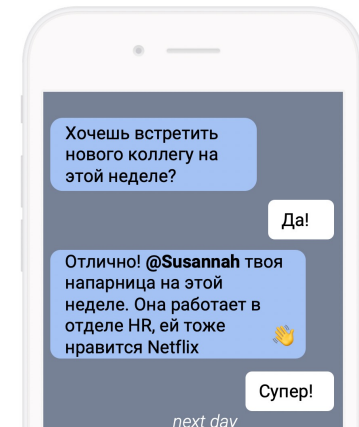 Хочешь встретить
нового коллегу на
этой неделе?
Да!
Отлично! @Susannah твоя
напарница на этой
неделе. Она работает в
отделе HR, ей тоже
нравится Netflix
Супер!
next day